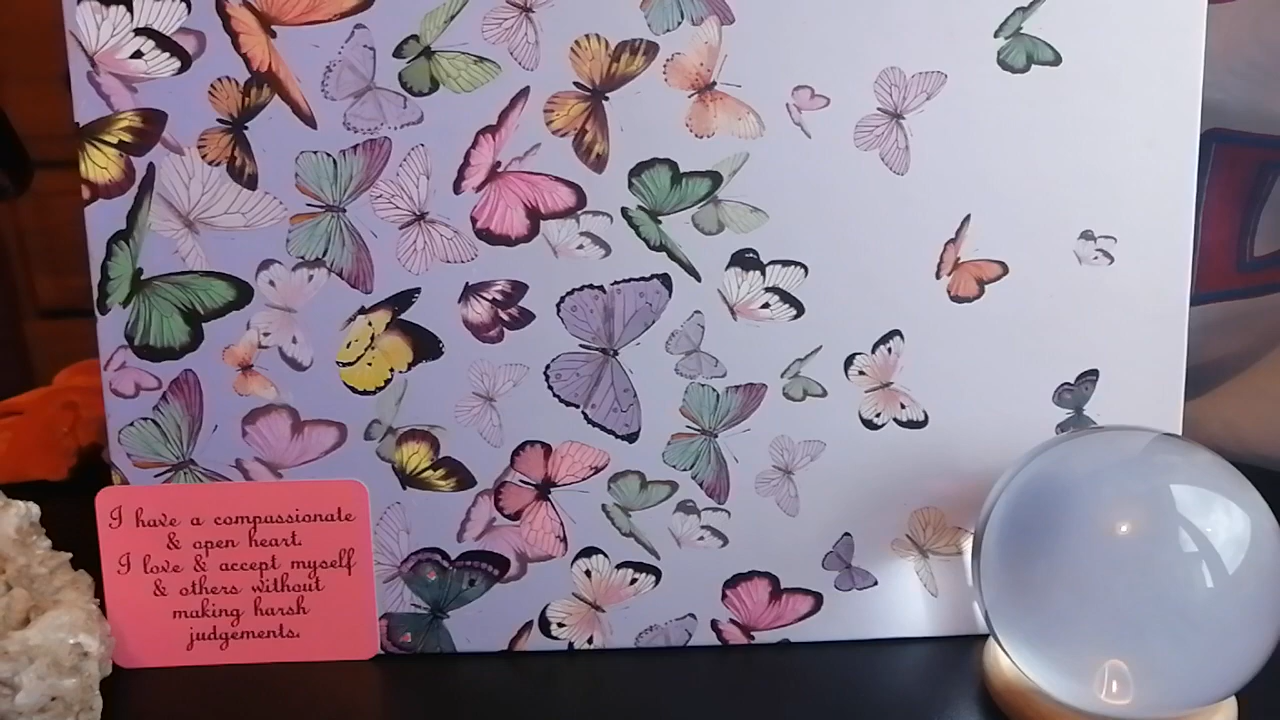 I have a compassionate
& open heart.
I love & accept myself
& others without
making harsh
judgements.